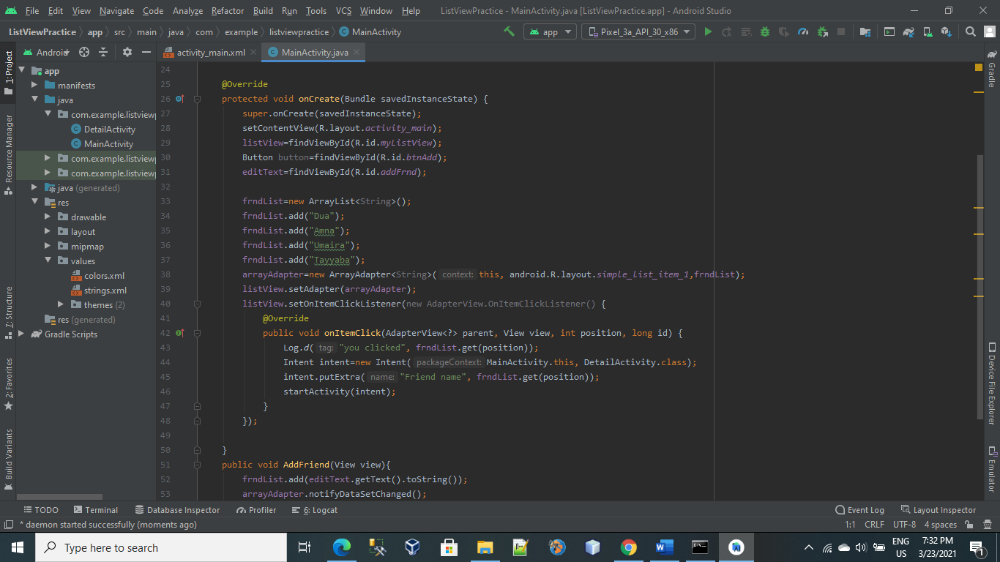 File Edit View Navigate Code Analyze Refactor Build Run Tools VCS Window Help ListViewPractice - MainActivity.java [ListViewPractice.app] - Android Studio
ListViewPractice app src main java com example listviewpractice MainActivity app Pixel_3a_API_30_x86
Android activity_main.xml MainActivity.java
1: Project
Resource Manager
7: Structure
2: Favorites
Build Variants
app
manifests
java
com.example.listviewp
DetailActivity
MainActivity
com.example.listviewp
com.example.listviewp
java (generated)
res
drawable
layout
mipmap
values
colors.xml
strings.xml
themes (2)
res (generated)
Gradle Scripts
24
25 @Override
26 protected void onCreate(Bundle savedInstanceState) {
27 super.onCreate(savedInstanceState);
28 setContentView(R.layout.activity_main);
29 listView=findViewById(R.id.myListView);
30 Button button=findViewById(R.id.btnAdd);
31 editText=findViewById(R.id.addFrnd);
32
33 frndList=new ArrayList<String>();
34 frndList.add("Dua");
35 frndList.add("Amna");
36 frndList.add("Umaira");
37 frndList.add("Tayyaba");
38 arrayAdapter=new ArrayAdapter<String>( context: this, android.R.layout.simple_list_item_1,frndList);
39 listView.setAdapter(arrayAdapter);
40 listView.setOnItemClickListener(new AdapterView.OnItemClickListener() {
41 @Override
42 public void onItemClick(AdapterView<?> parent, View view, int position, long id) {
43 Log.d( tag: "you clicked", frndList.get(position));
44 Intent intent=new Intent( packageContext: MainActivity.this, DetailActivity.class);
45 intent.putExtra( name: "Friend name", frndList.get(position));
46 startActivity(intent);
47 }
48 });
49
50 }
51 public void AddFriend(View view){
52 frndList.add(editText.getText().toString());
53 arrayAdapter.notifyDataSetChanged();
Gradle
Device File Explorer
Emulator
TODO Terminal Database Inspector Profiler 6: Logcat Event Log Layout Inspector
* daemon started successfully (moments ago) 1:1 CRLF UTF-8 4 spaces
Type here to search
ENG
US
7:32 PM
3/23/2021
1